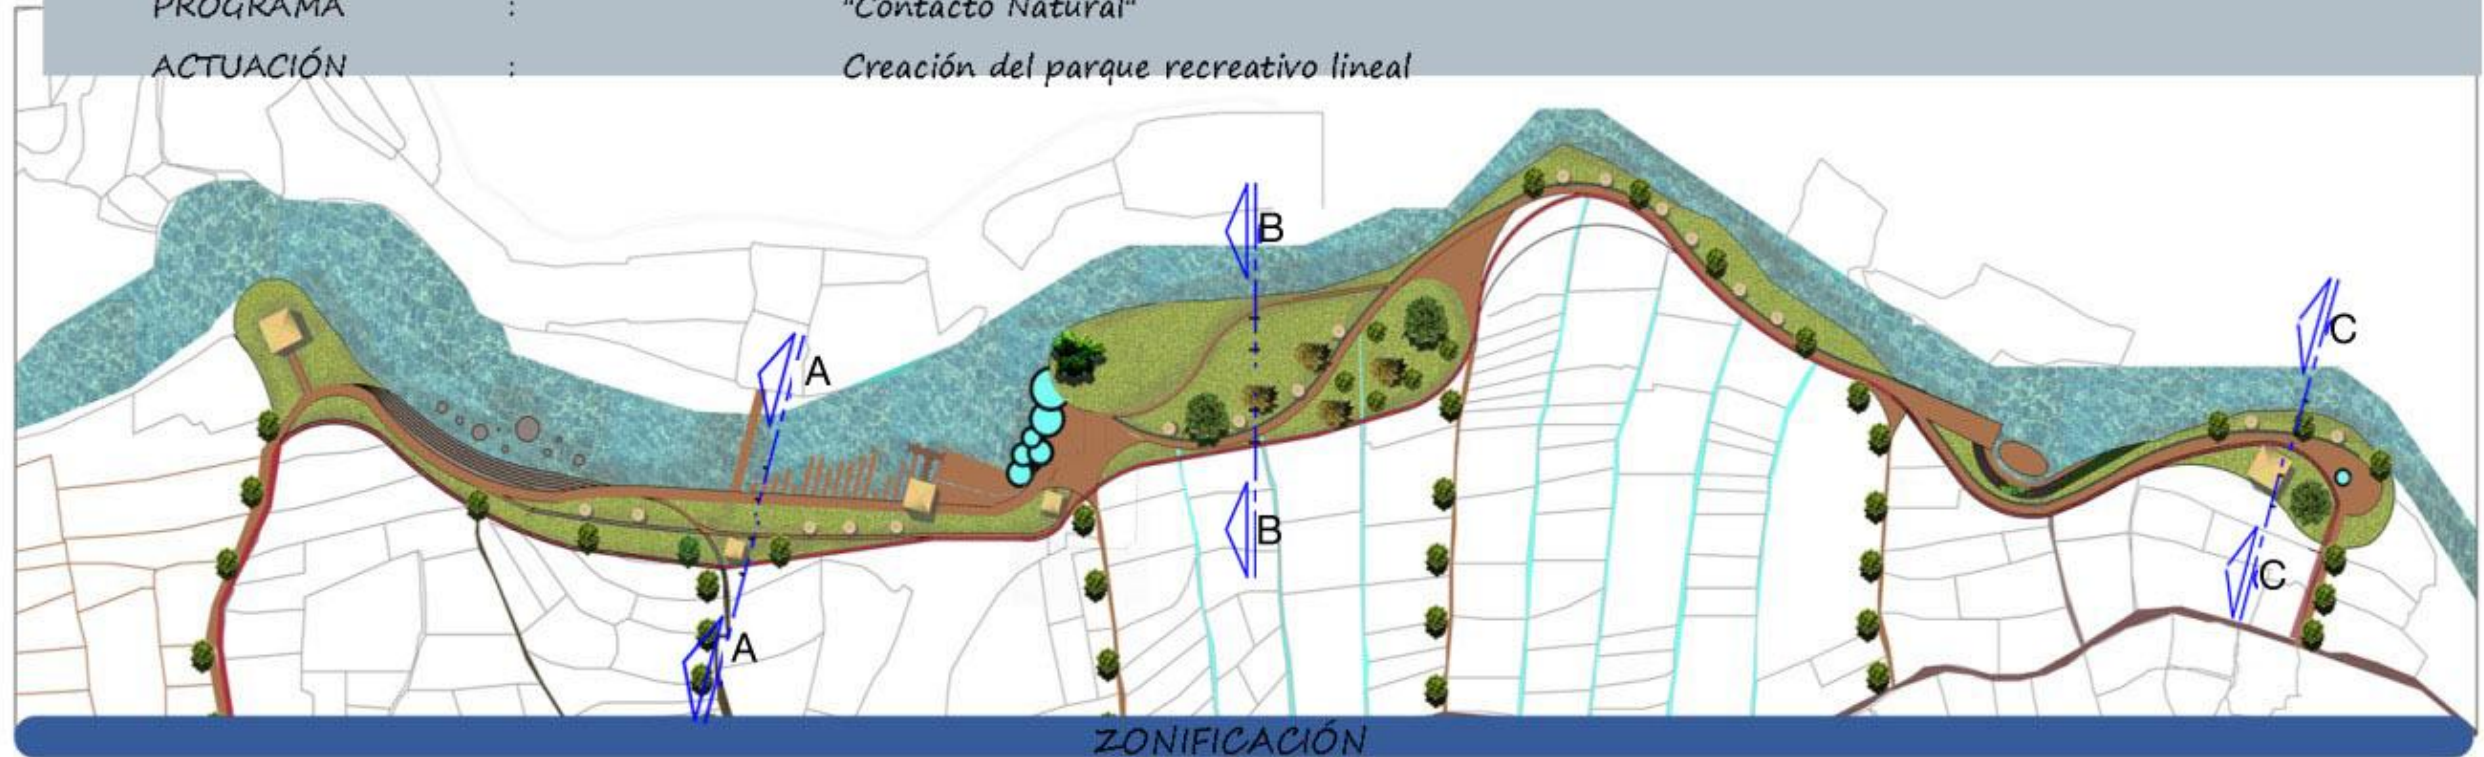 PROGRAMA : "Contacto Natural"
ACTUACIÓN : Creación del parque recreativo lineal
B
C
A
B
C
A
ZONIFICACIÓN